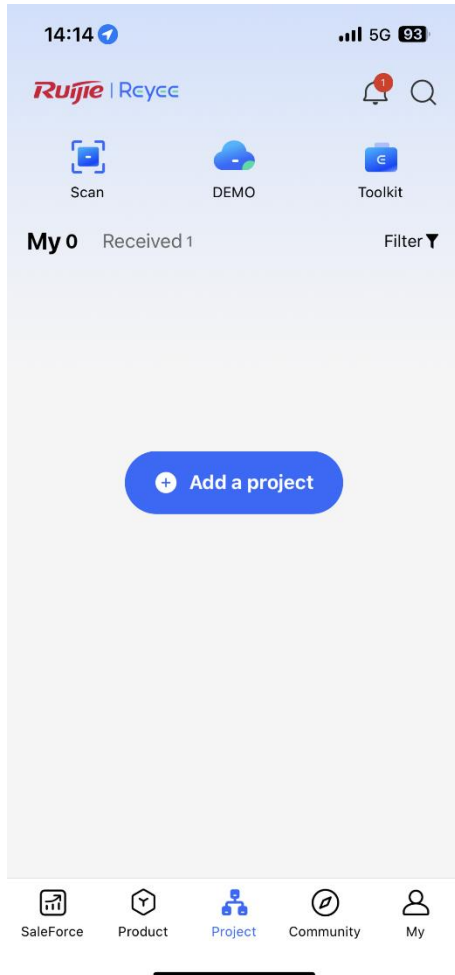 14:14 5G 93
Ruijie | Reyee 1
Scan DEMO Toolkit
My 0 Received 1 Filter
Add a project
SaleForce Product Project Community My